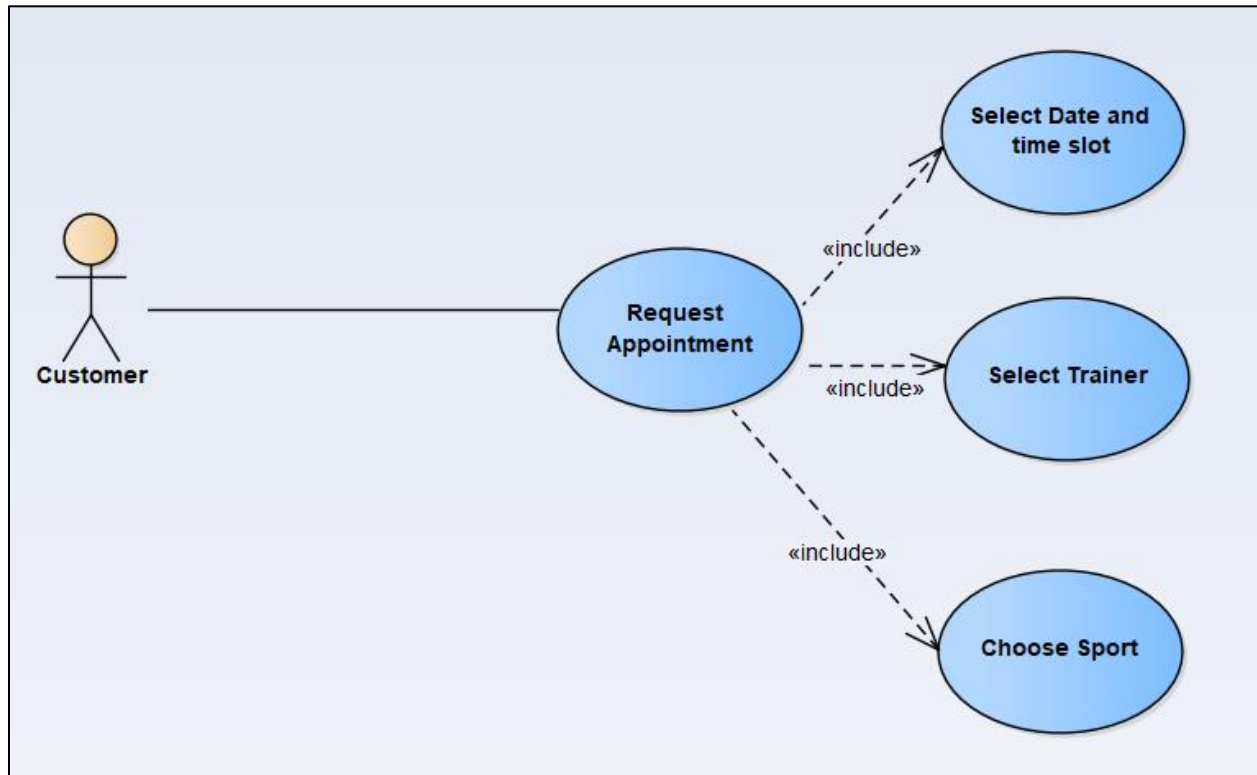 Select Date and
time slot
«include»
Request
Appointment
Customer
Select Trainer
«include»
«include»
Choose Sport